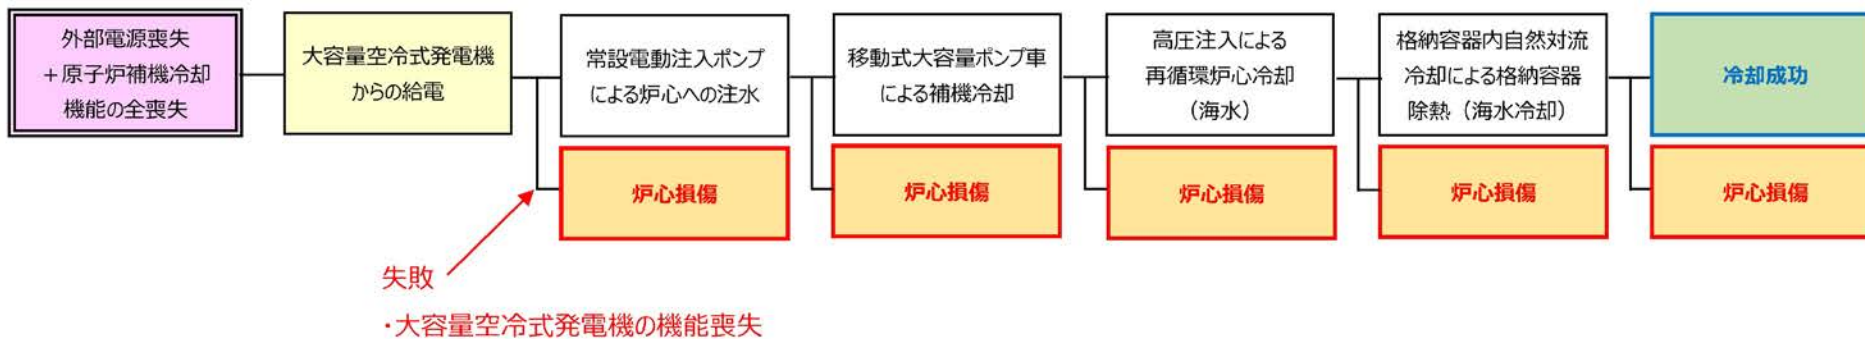 外部電源喪失
+原子炉補機冷却
機能の全喪失
大容量空冷式発電機
からの給電
常設電動注入ポンプ
による炉心への注水
移動式大容量ポンプ車
による補機冷却
高圧注入による
再循環炉心冷却
(海水)
格納容器内自然対流
冷却による格納容器
除熱(海水冷却)
冷却成功
炉心損傷
炉心損傷
炉心損傷
炉心損傷
炉心損傷
失敗
・大容量空冷式発電機の機能喪失